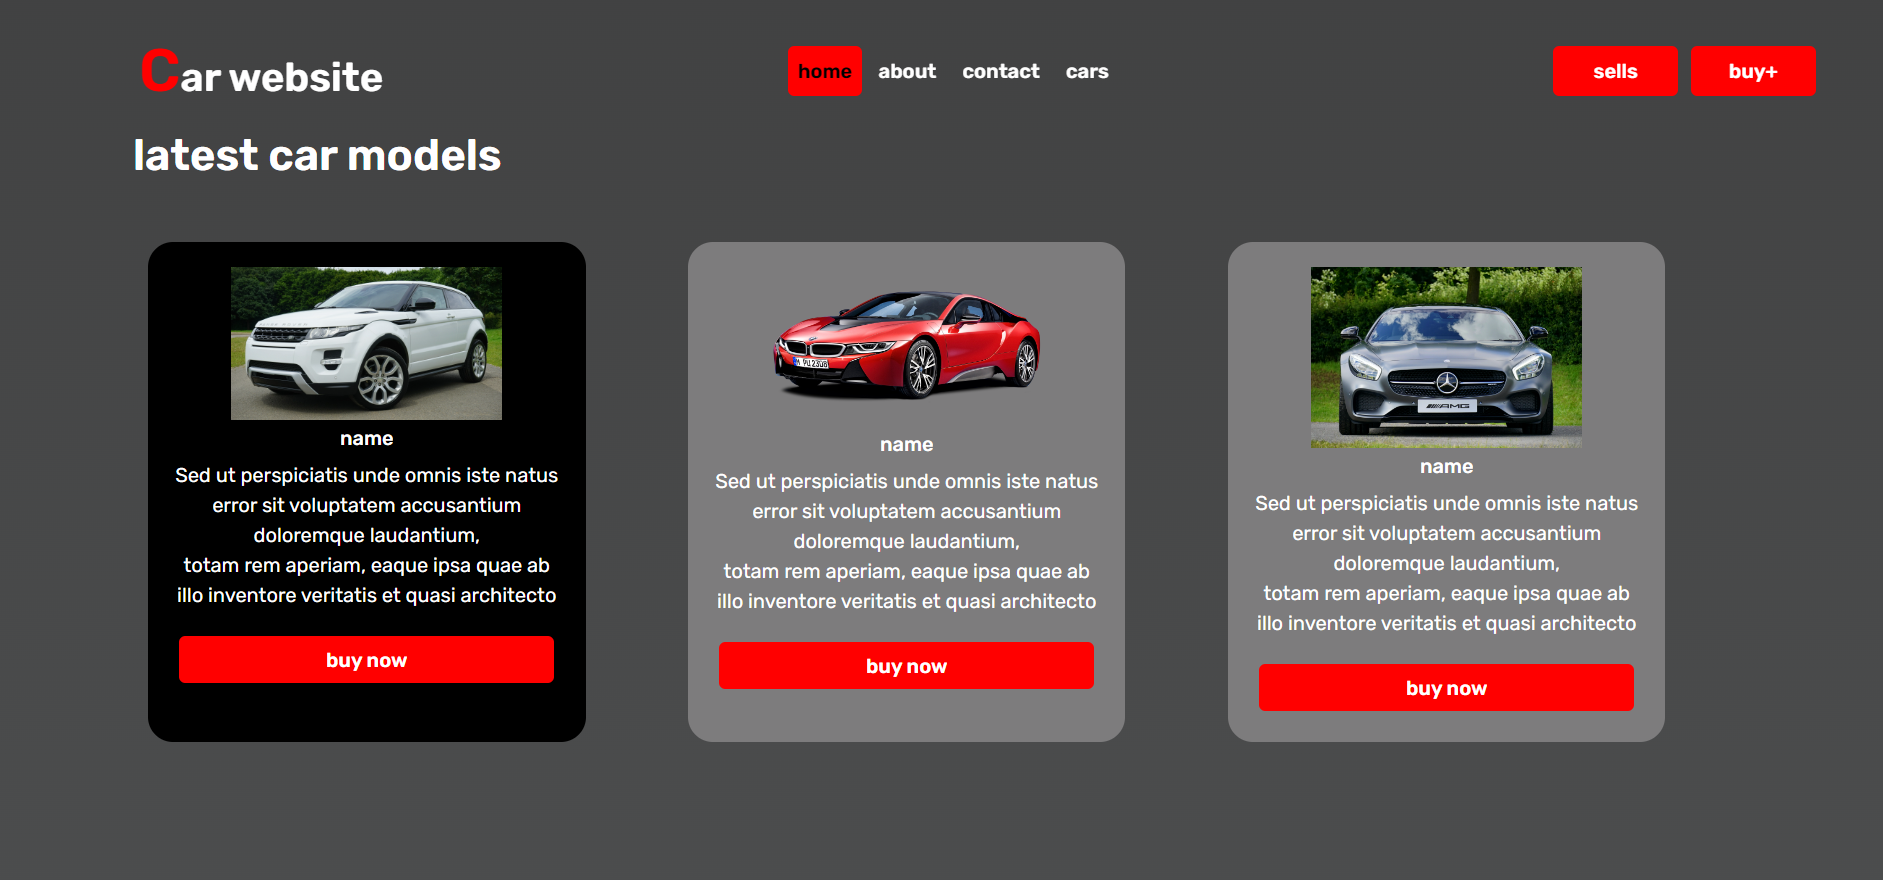 Car website
home about contact cars
sells buy+
latest car models
name
Sed ut perspiciatis unde omnis iste natus
error sit voluptatem accusantium
doloremque laudantium,
totam rem aperiam, eaque ipsa quae ab
illo inventore veritatis et quasi architecto
buy now
name
Sed ut perspiciatis unde omnis iste natus
error sit voluptatem accusantium
doloremque laudantium,
totam rem aperiam, eaque ipsa quae ab
illo inventore veritatis et quasi architecto
buy now
AMG
name
Sed ut perspiciatis unde omnis iste natus
error sit voluptatem accusantium
doloremque laudantium,
totam rem aperiam, eaque ipsa quae ab
illo inventore veritatis et quasi architecto
buy now